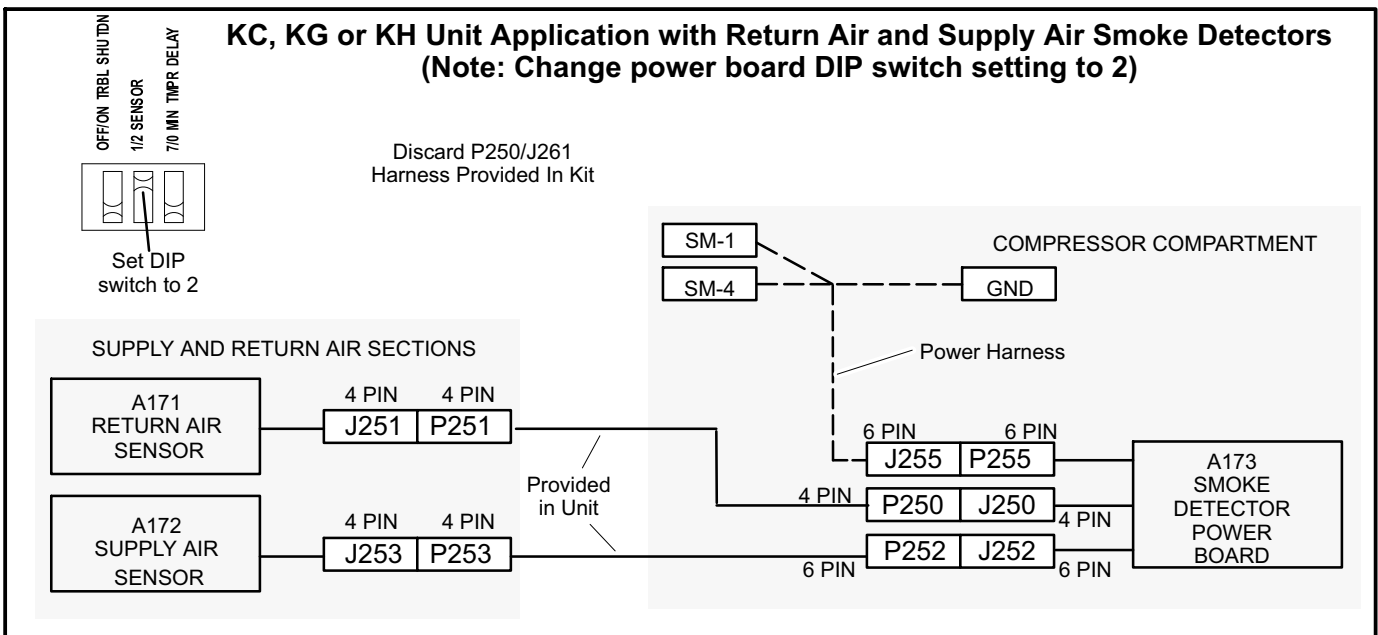 KC, KG or KH Unit Application with Return Air and Supply Air Smoke Detectors
(Note: Change power board DIP switch setting to 2)
OFF/ON TRBL SHUTDN
1/2 SENSOR
7/0 MIN TMPR DELAY
Discard P250/J261
Harness Provided In Kit
Set DIP
switch to 2
SM-1
COMPRESSOR COMPARTMENT
SM-4
GND
Power Harness
SUPPLY AND RETURN AIR SECTIONS
A171
RETURN AIR
SENSOR
4 PIN 4 PIN
J251 P251
A172
SUPPLY AIR
SENSOR
4 PIN 4 PIN
J253 P253
Provided
in Unit
6 PIN 6 PIN
J255 P255
4 PIN P250 J250 4 PIN
6 PIN P252 J252 6 PIN
A173
SMOKE
DETECTOR
POWER
BOARD